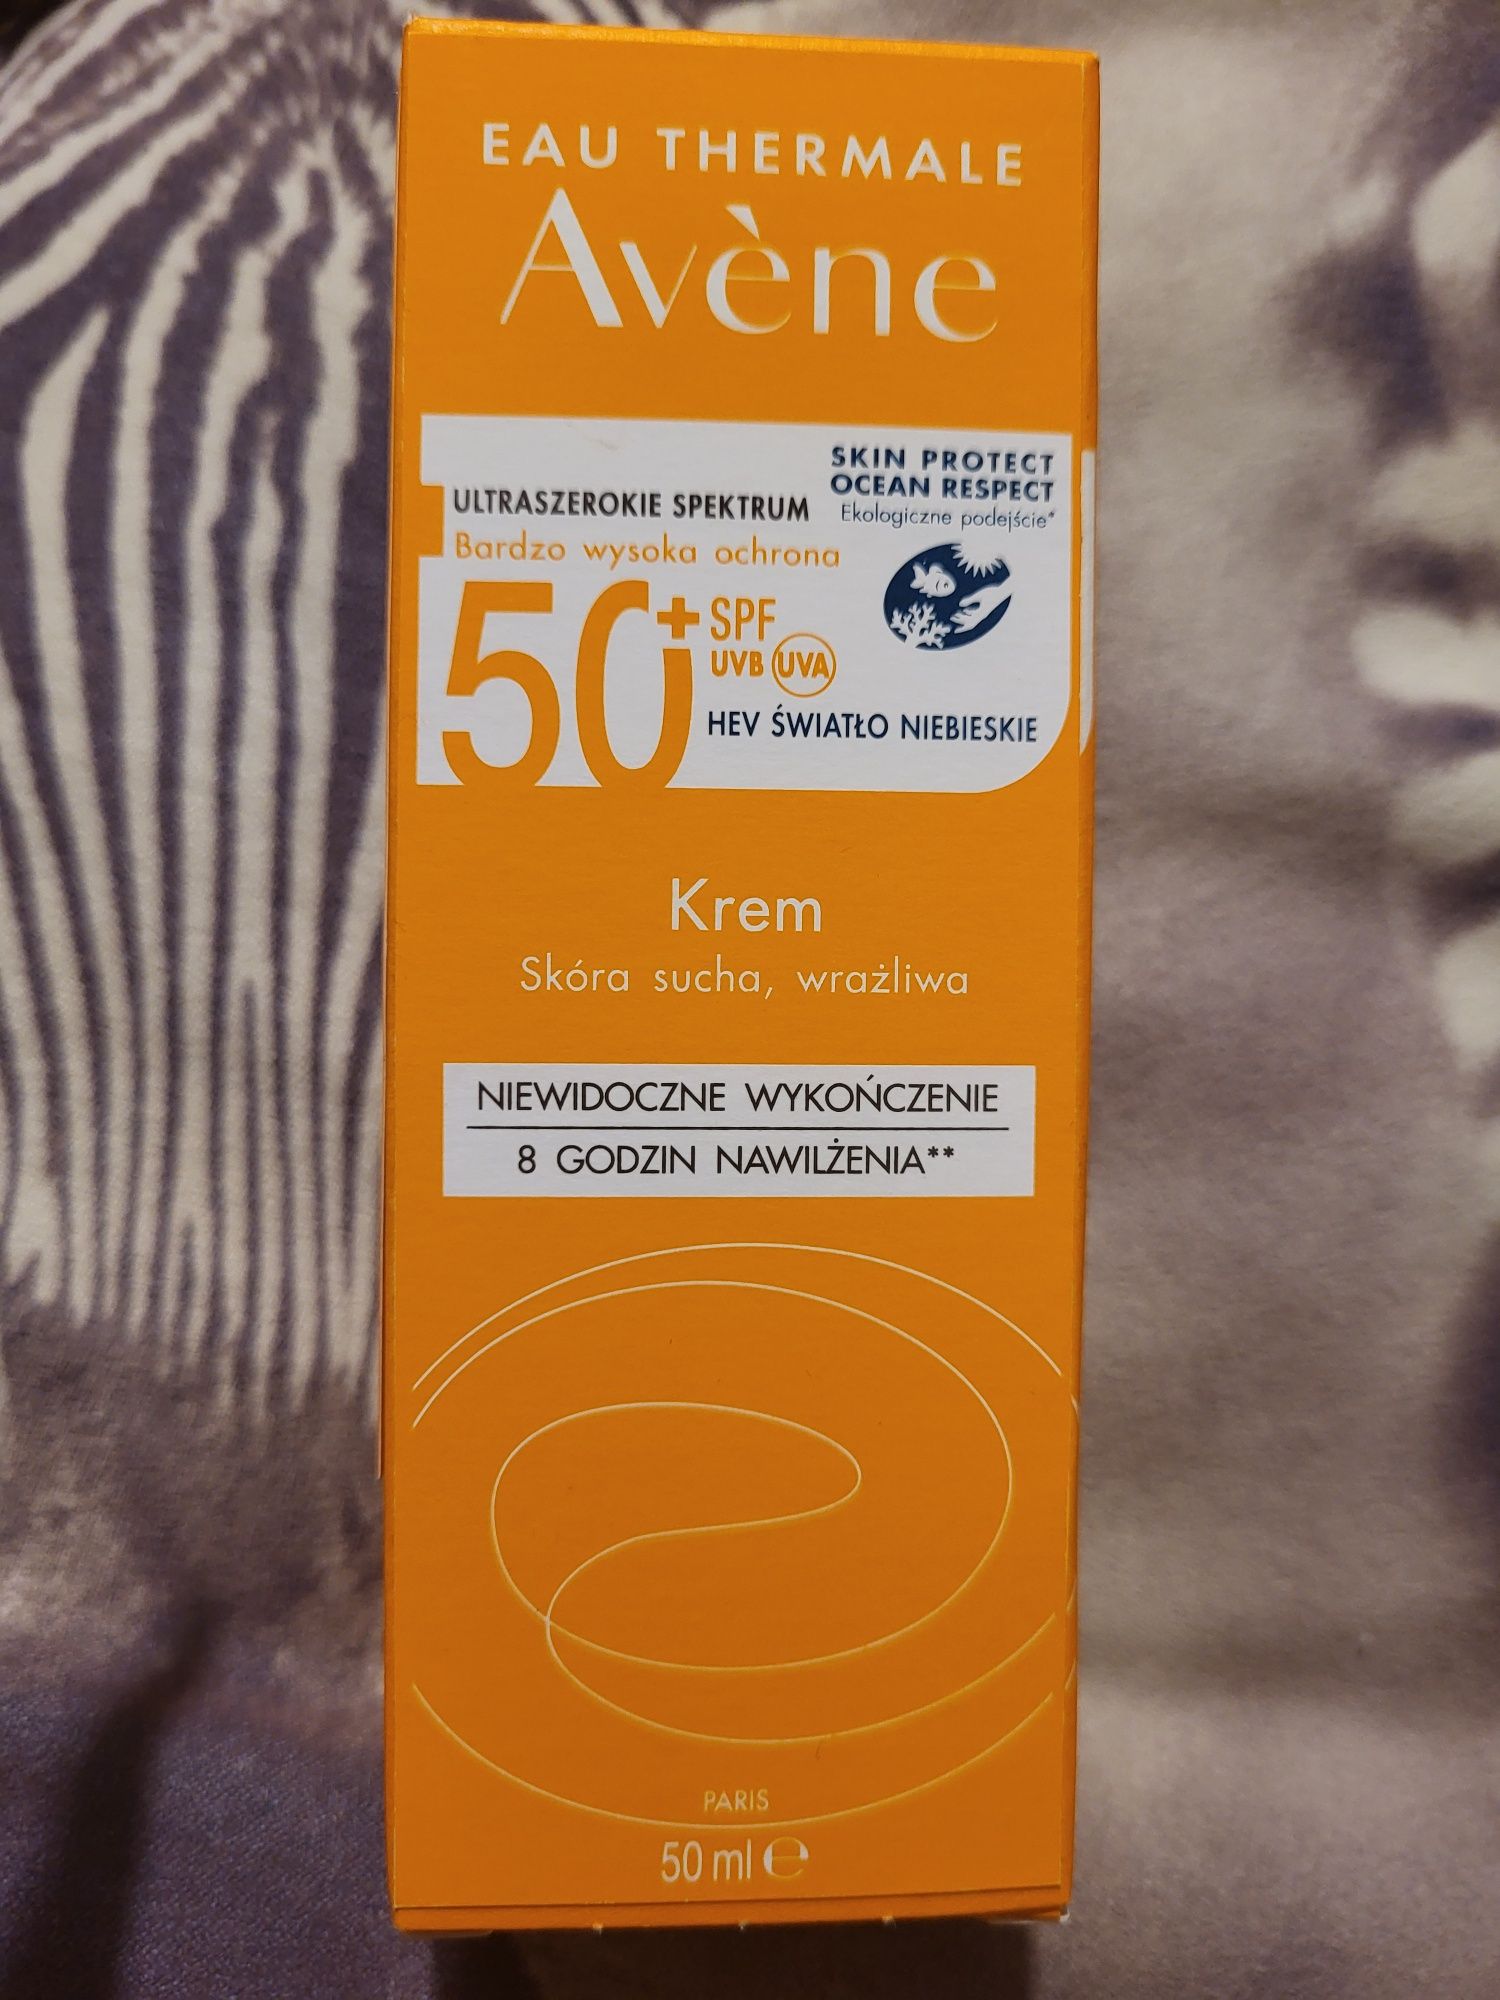 EAU THERMALE
Avène
SKIN PROTECT
OCEAN RESPECT
Ekologiczne podejście*
ULTRASZEROKIE SPEKTRUM
Bardzo wysoka ochrona
50+ SPF
UVB UVA
HEV ŚWIATŁO NIEBIESKIE
Krem
Skóra sucha, wrażliwa
NIEWIDOCZNE WYKOŃCZENIE
8 GODZIN NAWILŻENIA**
PARIS
50 ml e